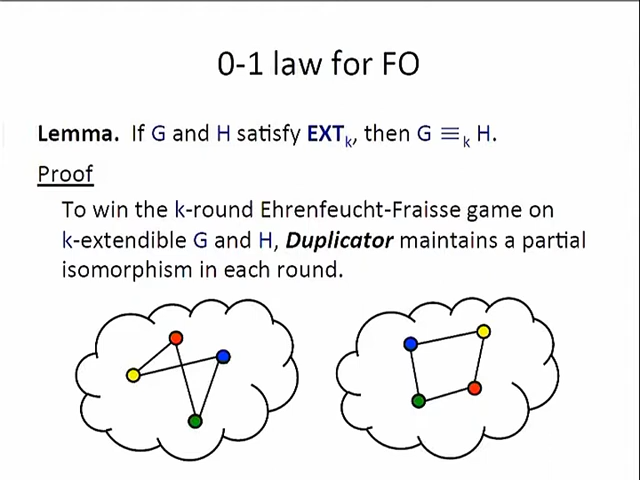 0-1 law for FO
Lemma. If G and H satisfy EXTₖ, then G ≡ₖ H.
Proof
To win the k-round Ehrenfeucht-Fraisse game on
k-extendible G and H, Duplicator maintains a partial
isomorphism in each round.